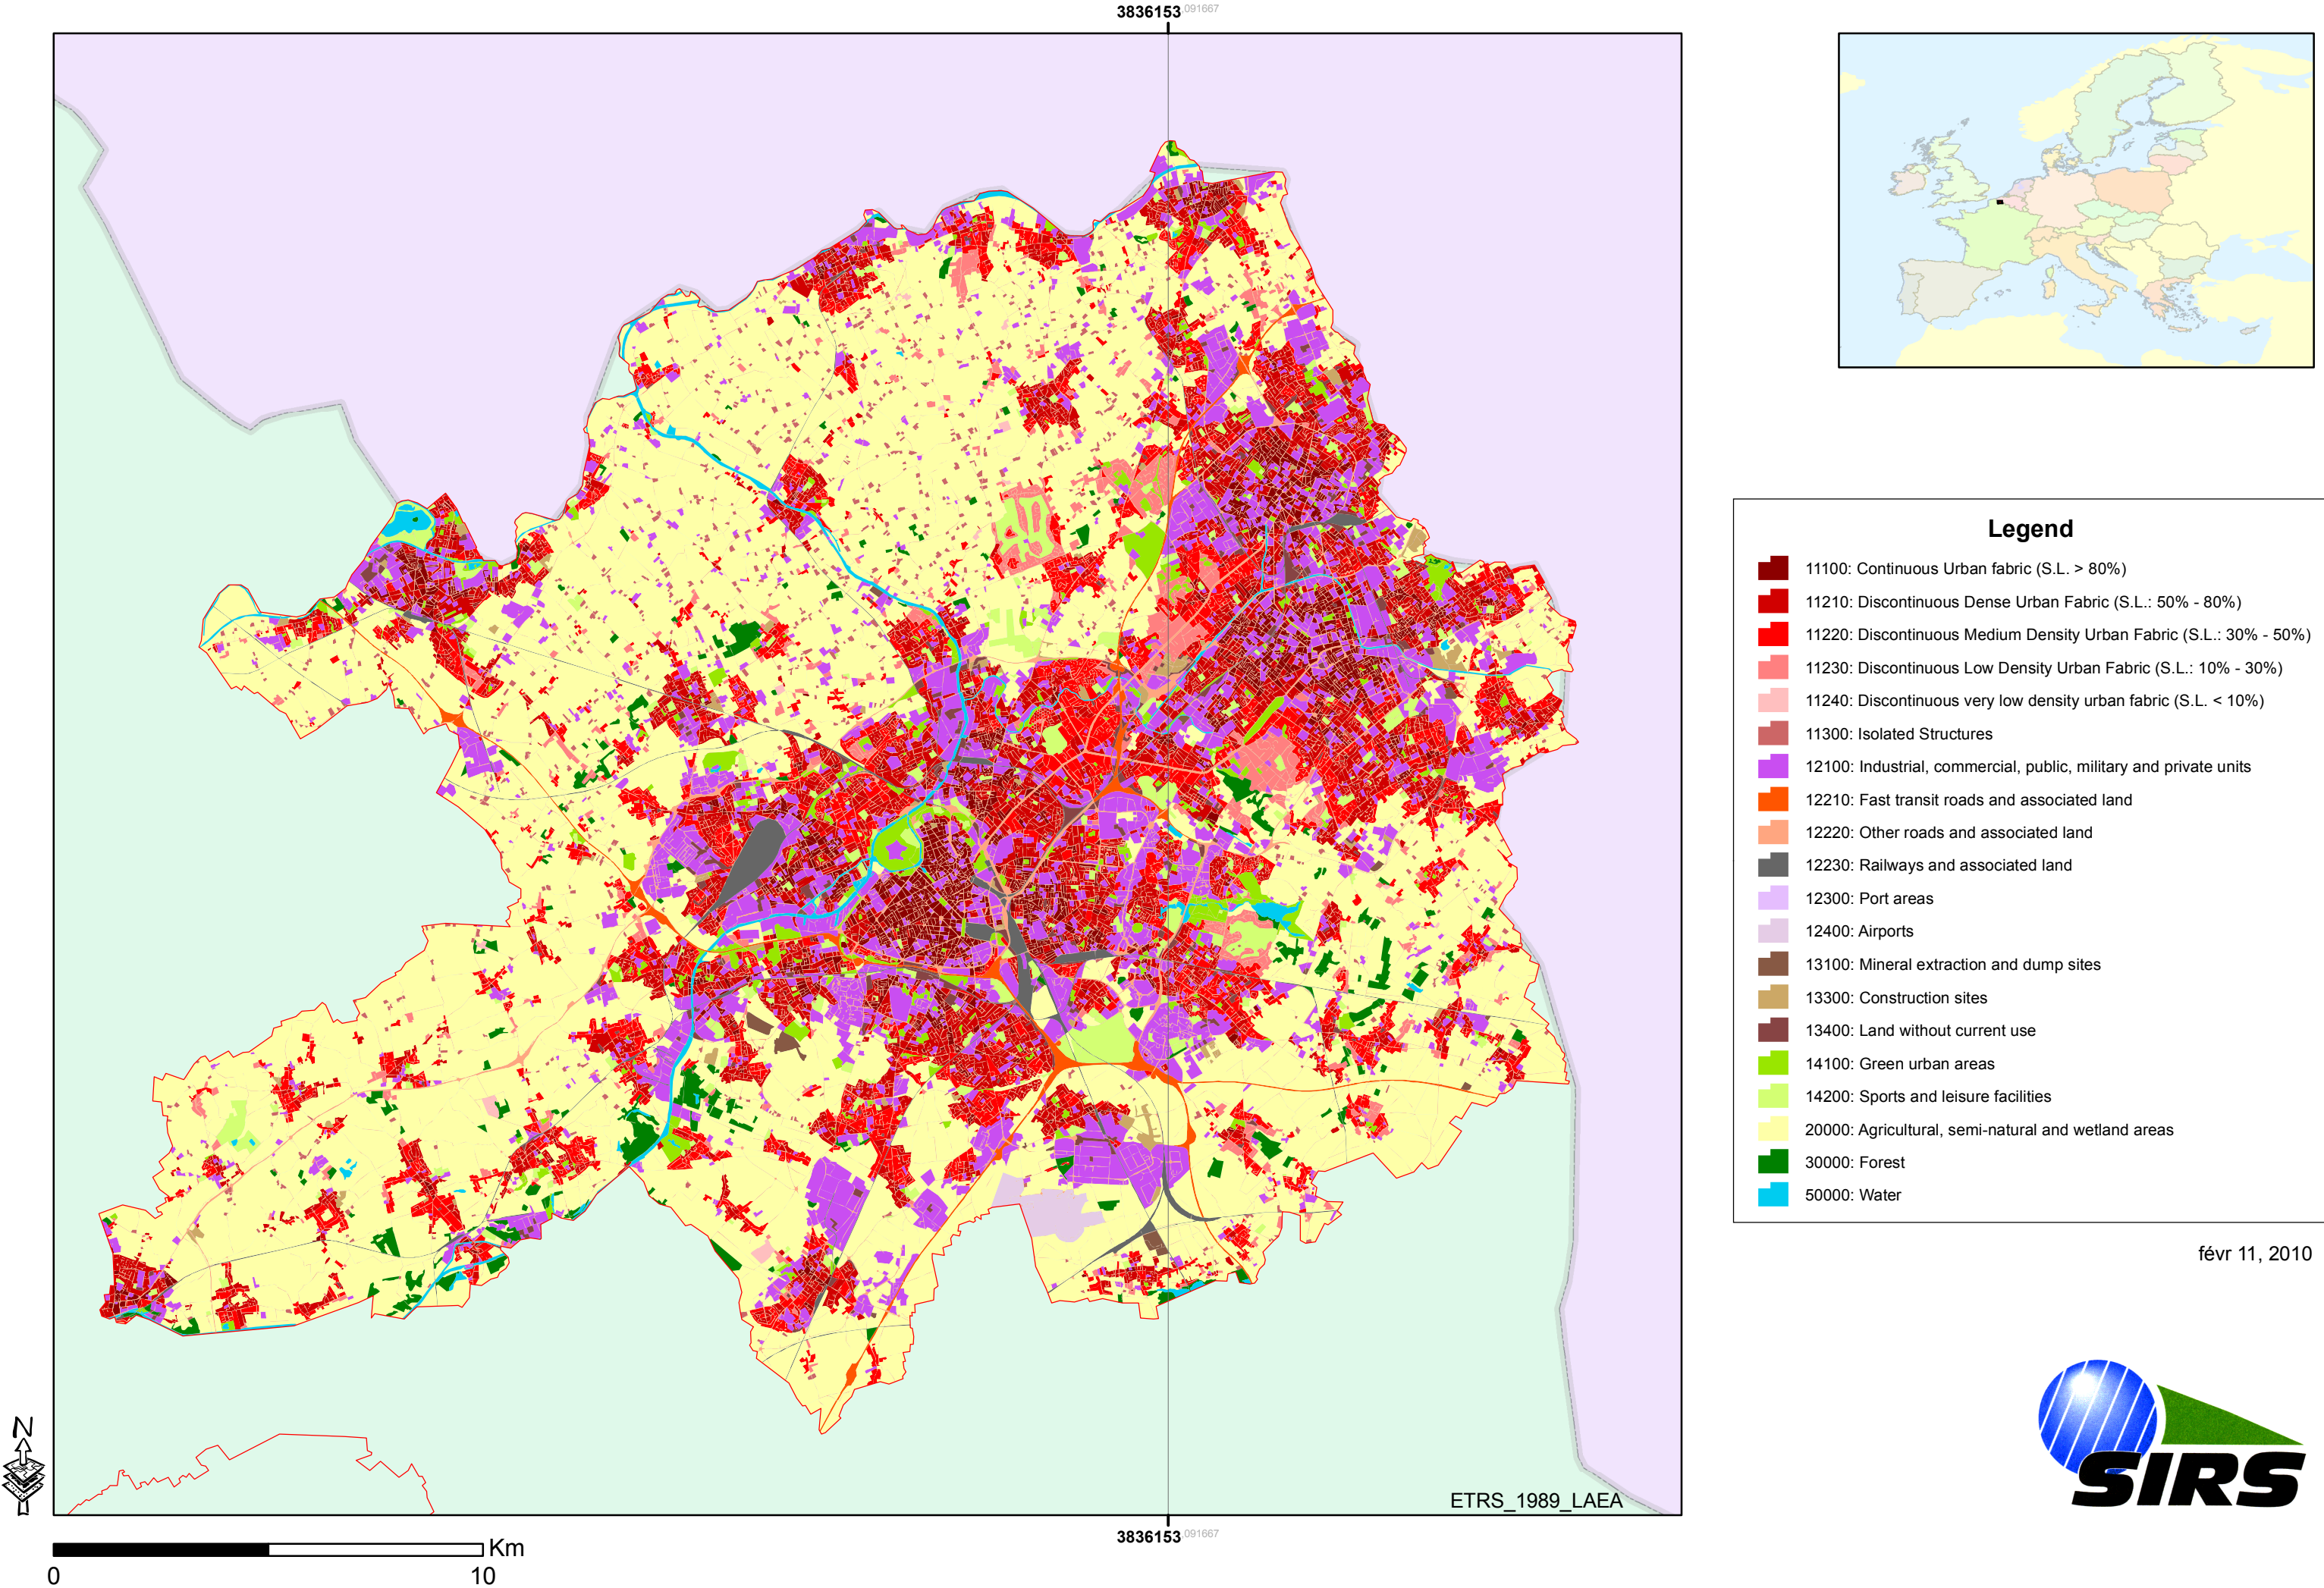 3836153.091667
Legend
11100: Continuous Urban fabric (S.L. > 80%)
11210: Discontinuous Dense Urban Fabric (S.L.: 50% - 80%)
11220: Discontinuous Medium Density Urban Fabric (S.L.: 30% - 50%)
11230: Discontinuous Low Density Urban Fabric (S.L.: 10% - 30%)
11240: Discontinuous very low density urban fabric (S.L. < 10%)
11300: Isolated Structures
12100: Industrial, commercial, public, military and private units
12210: Fast transit roads and associated land
12220: Other roads and associated land
12230: Railways and associated land
12300: Port areas
12400: Airports
13100: Mineral extraction and dump sites
13300: Construction sites
13400: Land without current use
14100: Green urban areas
14200: Sports and leisure facilities
20000: Agricultural, semi-natural and wetland areas
30000: Forest
50000: Water
févr 11, 2010
SIRS
N
ETRS_1989_LAEA
3836153.091667
Km
0 10